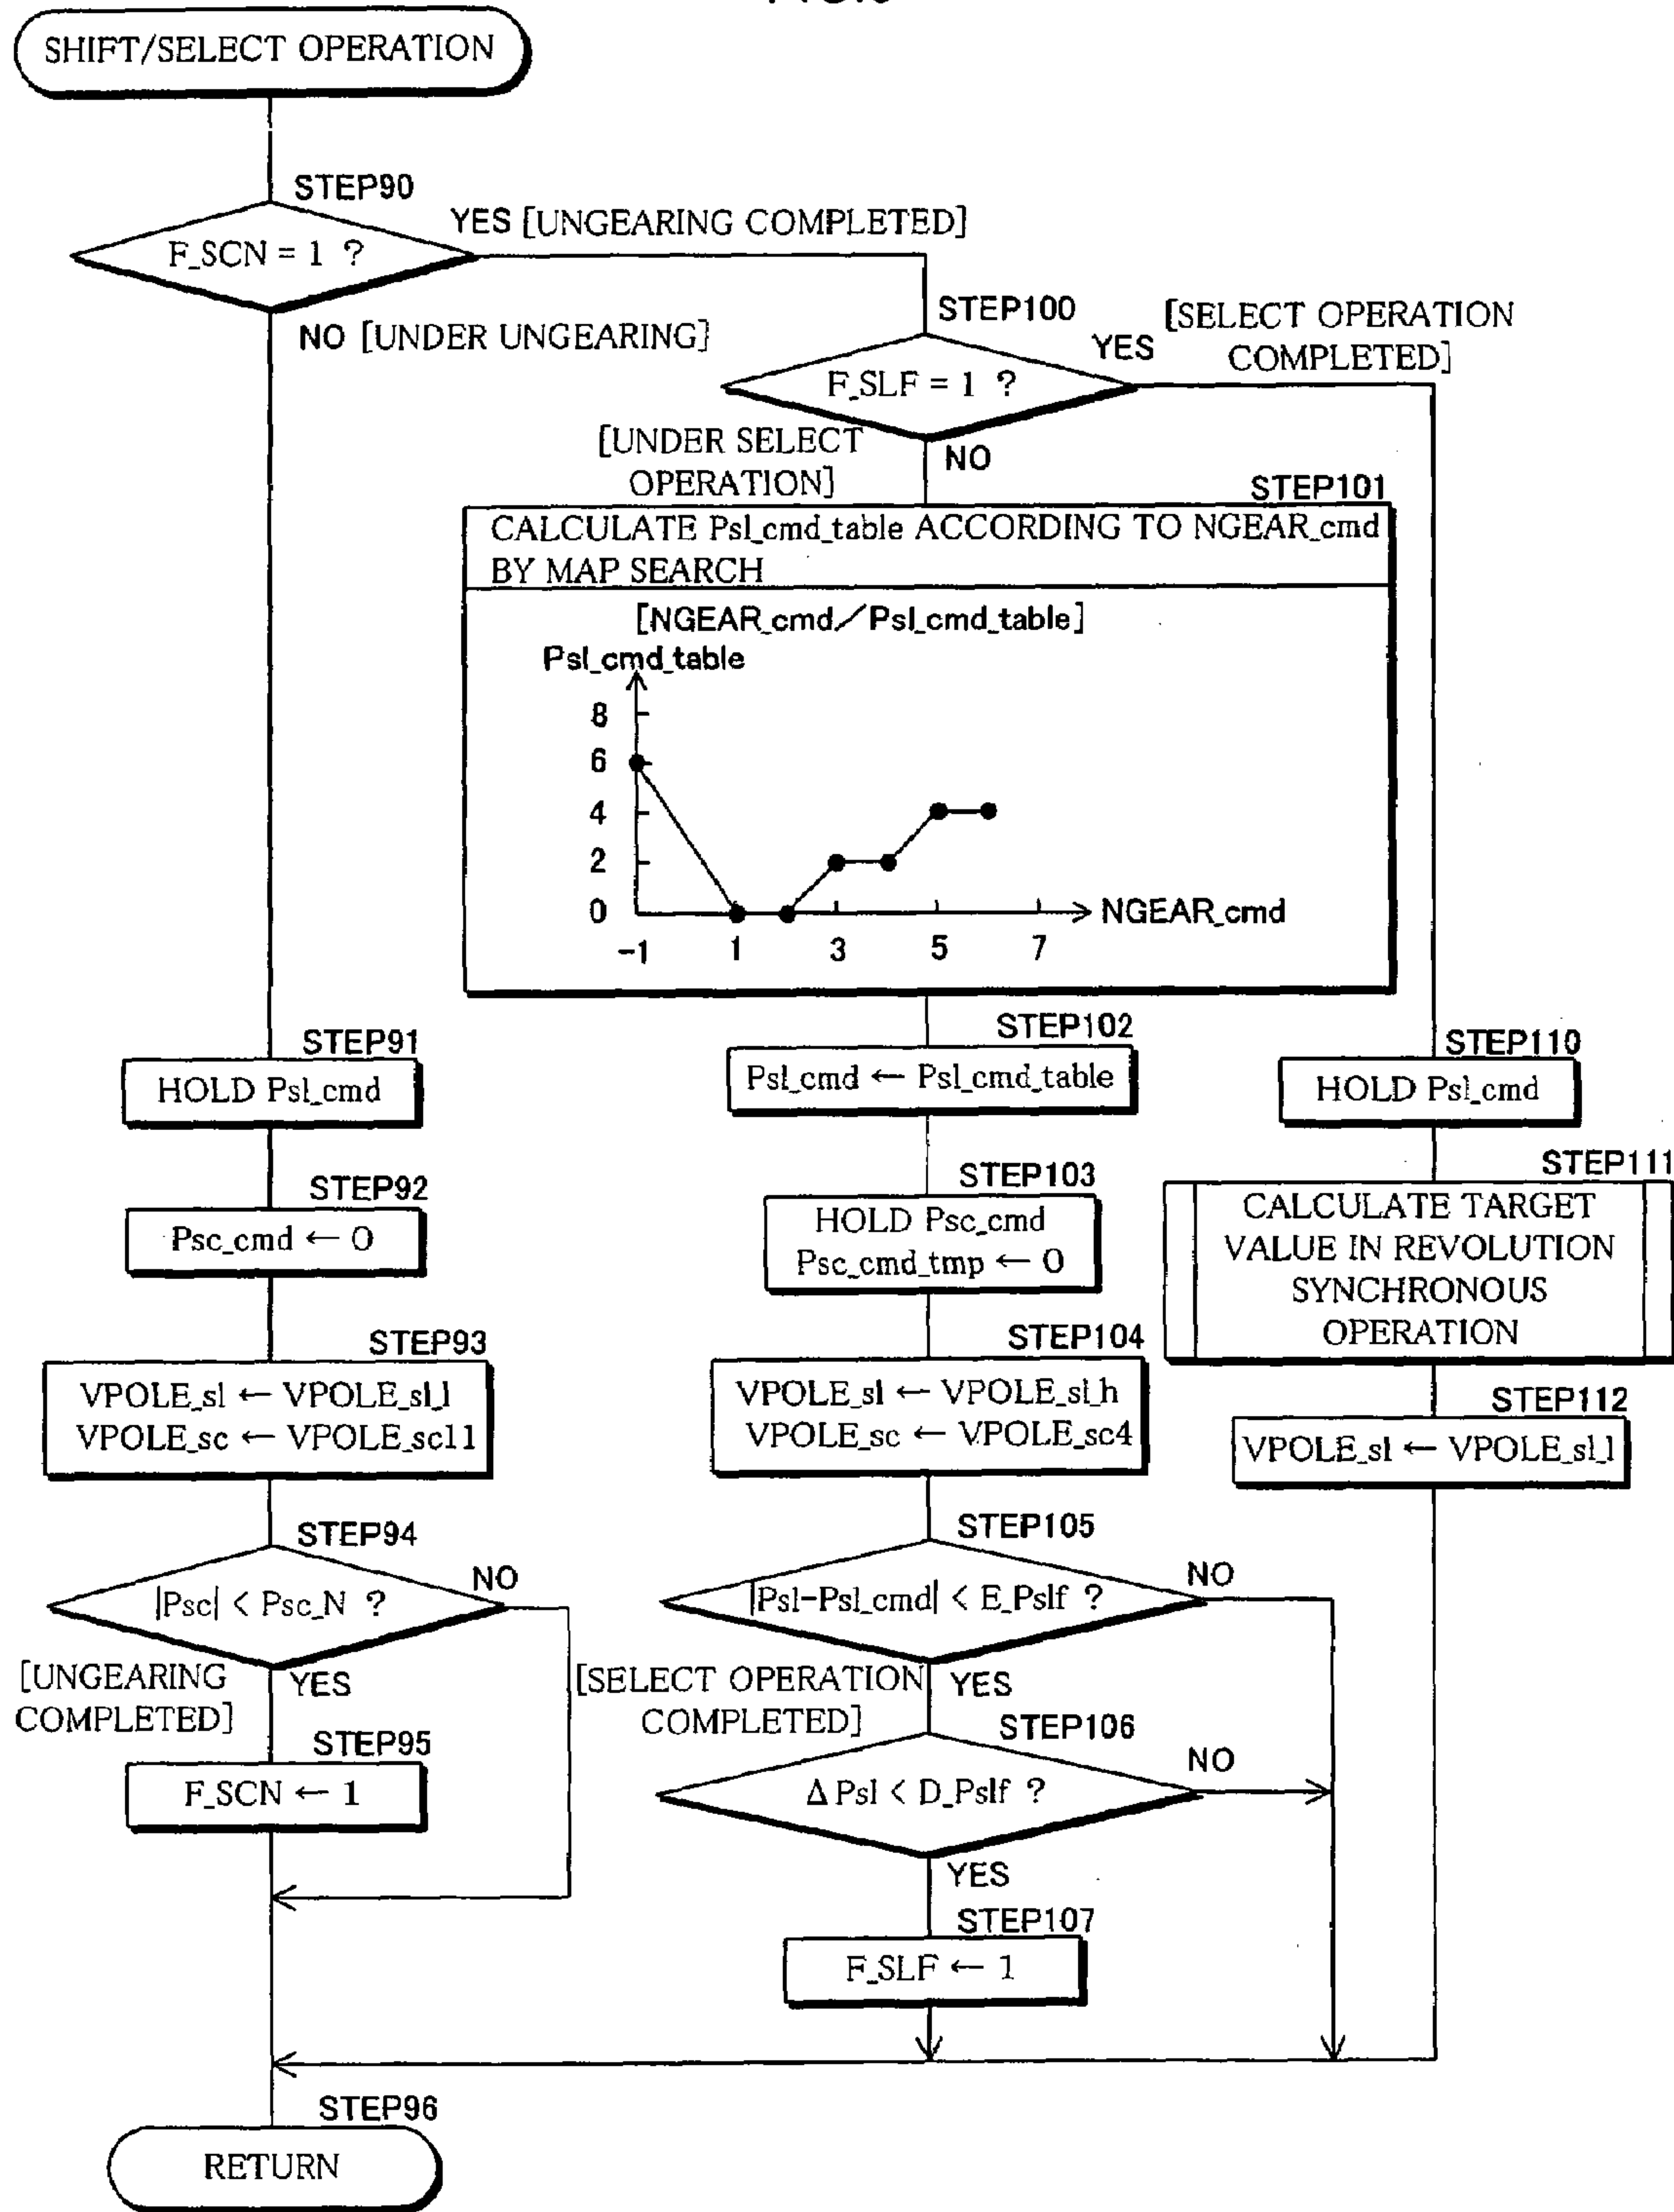 SHIFT/SELECT OPERATION
STEP90
F_SCN = 1 ?
YES [UNGEARING COMPLETED]
NO [UNDER UNGEARING]
STEP100
F_SLF = 1 ?
YES
[SELECT OPERATION
COMPLETED]
[UNDER SELECT
OPERATION]
NO
STEP101
CALCULATE Psl_cmd_table ACCORDING TO NGEAR_cmd
BY MAP SEARCH
[NGEAR_cmd/Psl_cmd_table]
Psl_cmd_table
8
6
4
2
0
NGEAR_cmd
-1 1 3 5 7
STEP91
HOLD Psl_cmd
STEP92
Psc_cmd ← 0
STEP93
VPOLE_sl ← VPOLE_sl_l
VPOLE_sc ← VPOLE_sc11
STEP94
|Psc| < Psc_N ?
NO
[UNGEARING
COMPLETED]
YES
STEP95
F_SCN ← 1
STEP102
Psl_cmd ← Psl_cmd_table
STEP103
HOLD Psc_cmd
Psc_cmd_tmp ← 0
STEP104
VPOLE_sl ← VPOLE_sl_h
VPOLE_sc ← VPOLE_sc4
STEP105
|Psl-Psl_cmd| < E_Pslf ?
NO
[SELECT OPERATION
COMPLETED]
YES
STEP106
Δ Psl < D_Pslf ?
NO
YES
STEP107
F_SLF ← 1
STEP110
HOLD Psl_cmd
STEP111
CALCULATE TARGET
VALUE IN REVOLUTION
SYNCHRONOUS
OPERATION
STEP112
VPOLE_sl ← VPOLE_sl_l
STEP96
RETURN